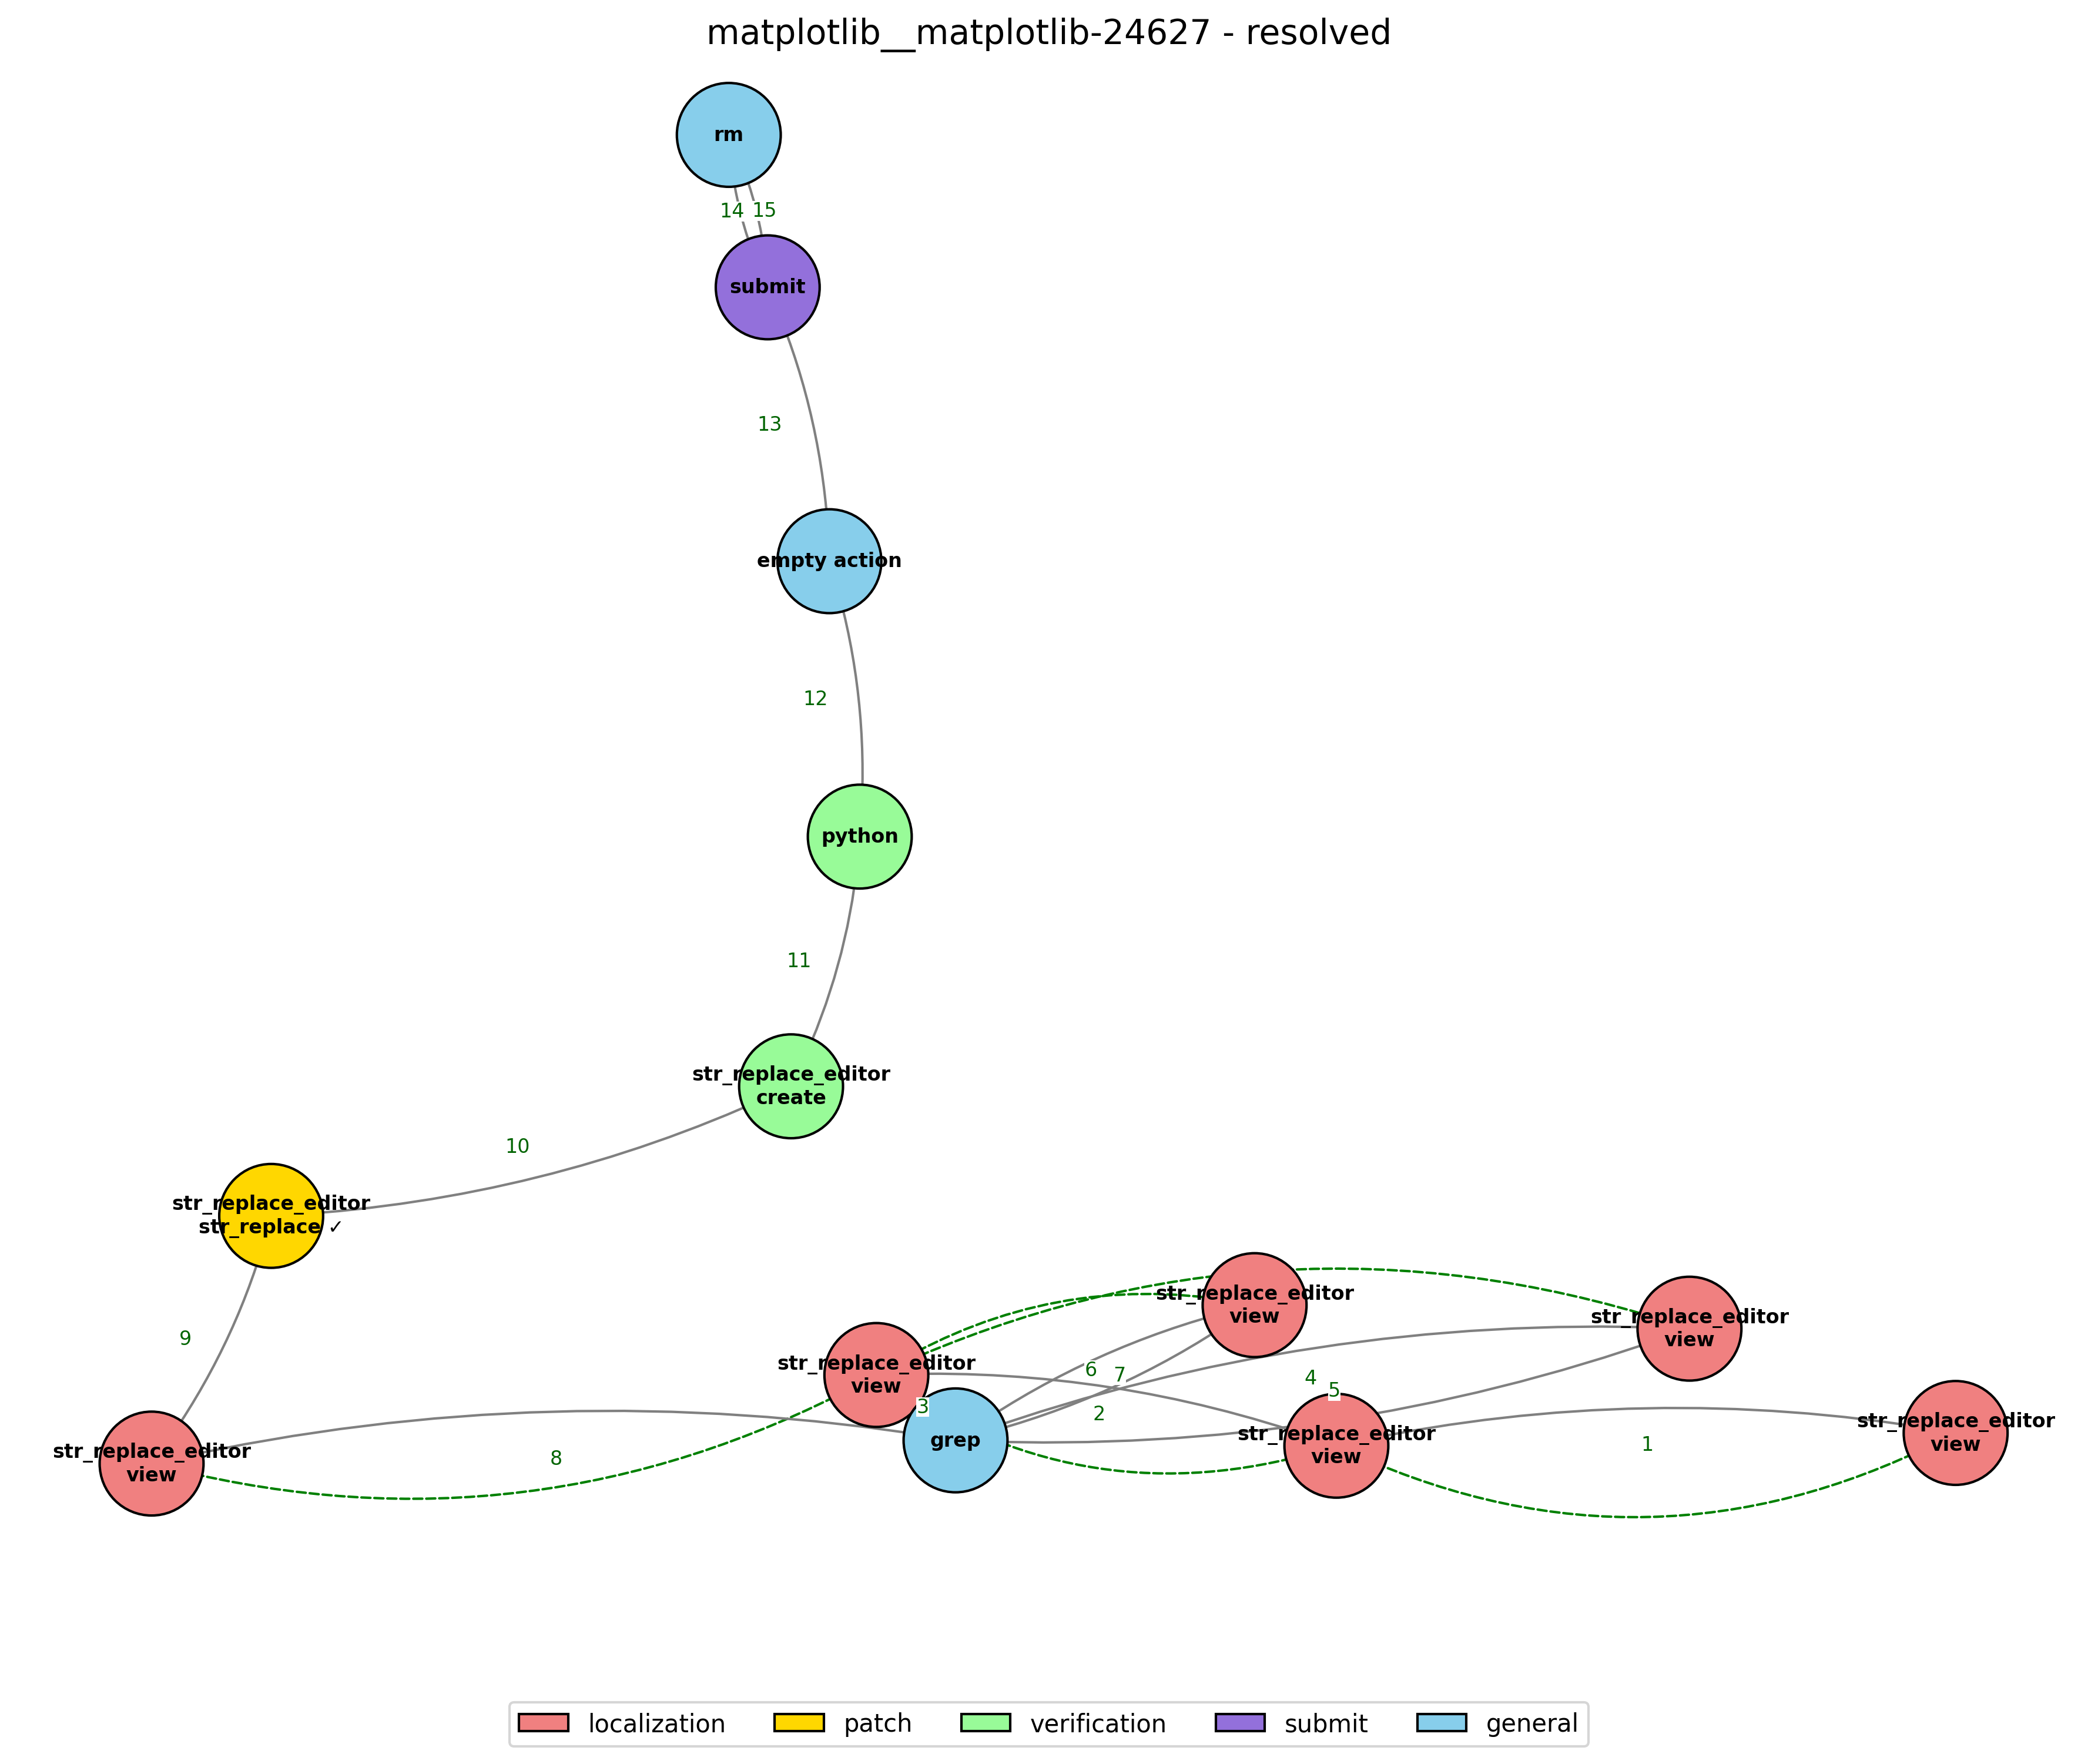 matplotlib__matplotlib-24627 - resolved
rm
14
15
submit
13
empty action
12
python
11
str_replace_editor
create
10
str_replace_editor
str_replace ✓
9
str_replace_editor
view
str_replace_editor
view
str_replace_editor
view
6
7
4
5
3
2
grep
str_replace_editor
view
str_replace_editor
view
1
str_replace_editor
view
8
localization
patch
verification
submit
general